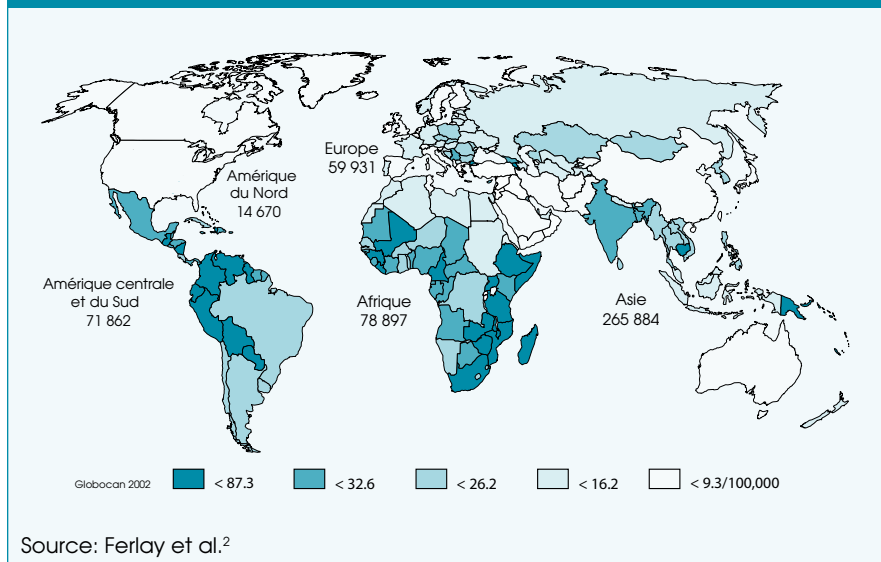 Europe
59 931
Amérique
du Nord
14 670
Amérique centrale
et du Sud
71 862
Afrique
78 897
Asie
265 884
Globocan 2002 < 87.3 < 32.6 < 26.2 < 16.2 < 9.3/100,000
Source: Ferlay et al.²